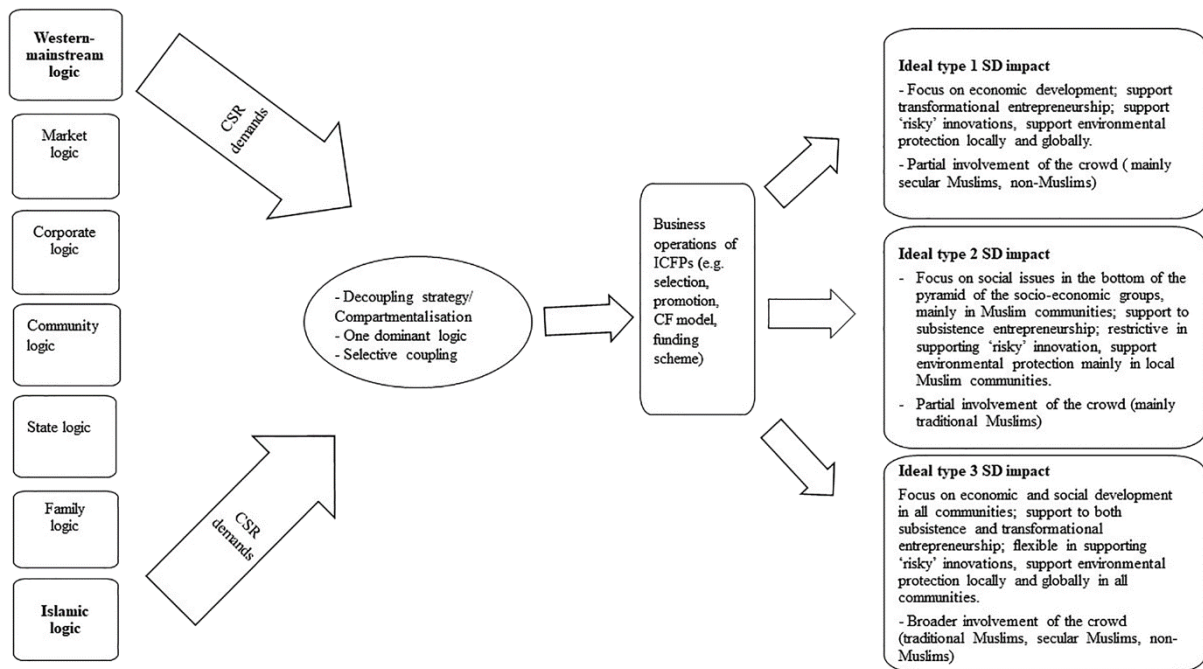 Western-
mainstream
logic
Market
logic
Corporate
logic
Community
logic
State logic
Family
logic
Islamic
logic
CSR
demands
CSR
demands
- Decoupling strategy/
Compartmentalisation
- One dominant logic
- Selective coupling
Business
operations of
ICFPs (e.g.
selection,
promotion,
CF model,
funding
scheme)
Ideal type 1 SD impact
- Focus on economic development; support
transformational entrepreneurship; support
‘risky’ innovations, support environmental
protection locally and globally.
- Partial involvement of the crowd ( mainly
secular Muslims, non-Muslims)
Ideal type 2 SD impact
- Focus on social issues in the bottom of the
pyramid of the socio-economic groups,
mainly in Muslim communities; support to
subsistence entrepreneurship; restrictive in
supporting ‘risky’ innovation, support
environmental protection mainly in local
Muslim communities.
- Partial involvement of the crowd (mainly
traditional Muslims)
Ideal type 3 SD impact
Focus on economic and social development
in all communities; support to both
subsistence and transformational
entrepreneurship; flexible in supporting
‘risky’ innovations, support environmental
protection locally and globally in all
communities.
- Broader involvement of the crowd
(traditional Muslims, secular Muslims, non-
Muslims)